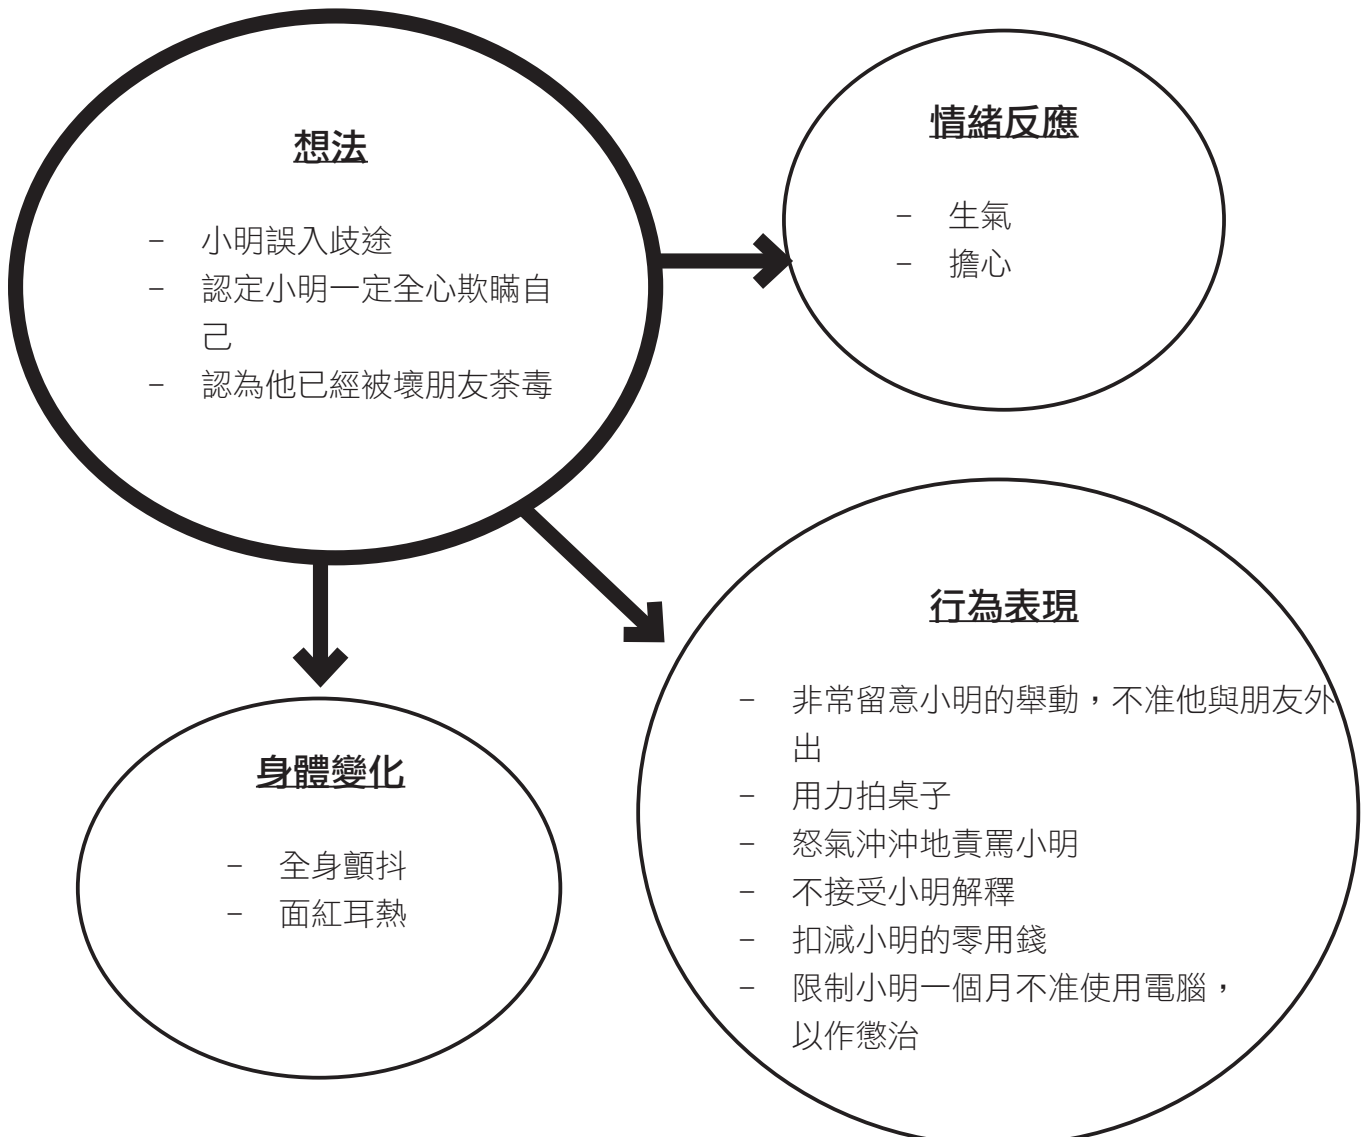 想法
- 小明誤入歧途
- 認定小明一定全心欺瞞自
己
- 認為他已經被壞朋友荼毒
情緒反應
- 生氣
- 擔心
身體變化
- 全身顫抖
- 面紅耳熱
行為表現
- 非常留意小明的舉動，不准他與朋友外
出
- 用力拍桌子
- 怒氣沖沖地責罵小明
- 不接受小明解釋
- 扣減小明的零用錢
- 限制小明一個月不准使用電腦，
以作懲治